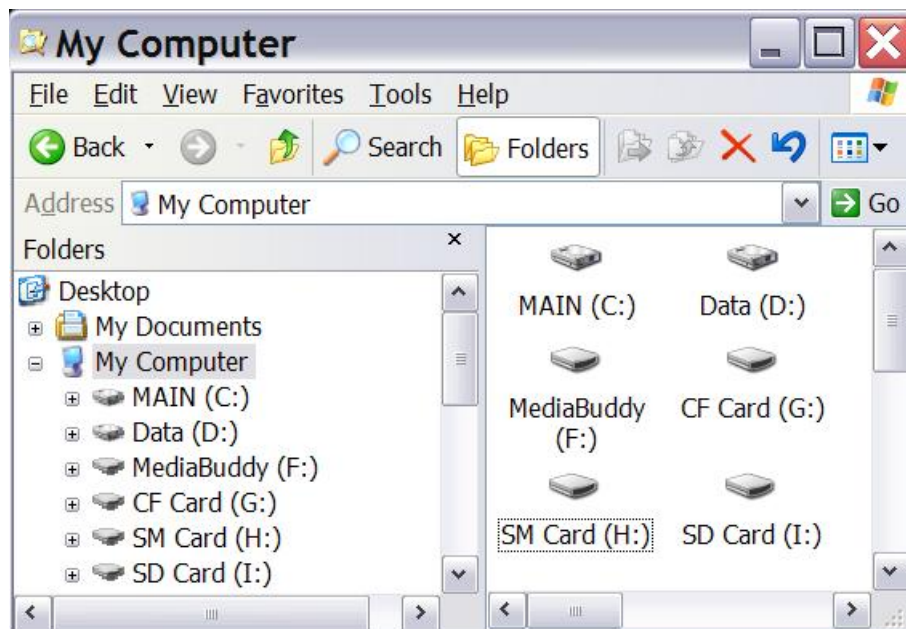 My Computer
File Edit View Favorites Tools Help
Back Search Folders
Address My Computer Go
Folders
Desktop
My Documents
My Computer
MAIN (C:)
Data (D:)
MediaBuddy (F:)
CF Card (G:)
SM Card (H:)
SD Card (I:)
MAIN (C:) Data (D:)
MediaBuddy CF Card (G:)
(F:)
SM Card (H:) SD Card (I:)